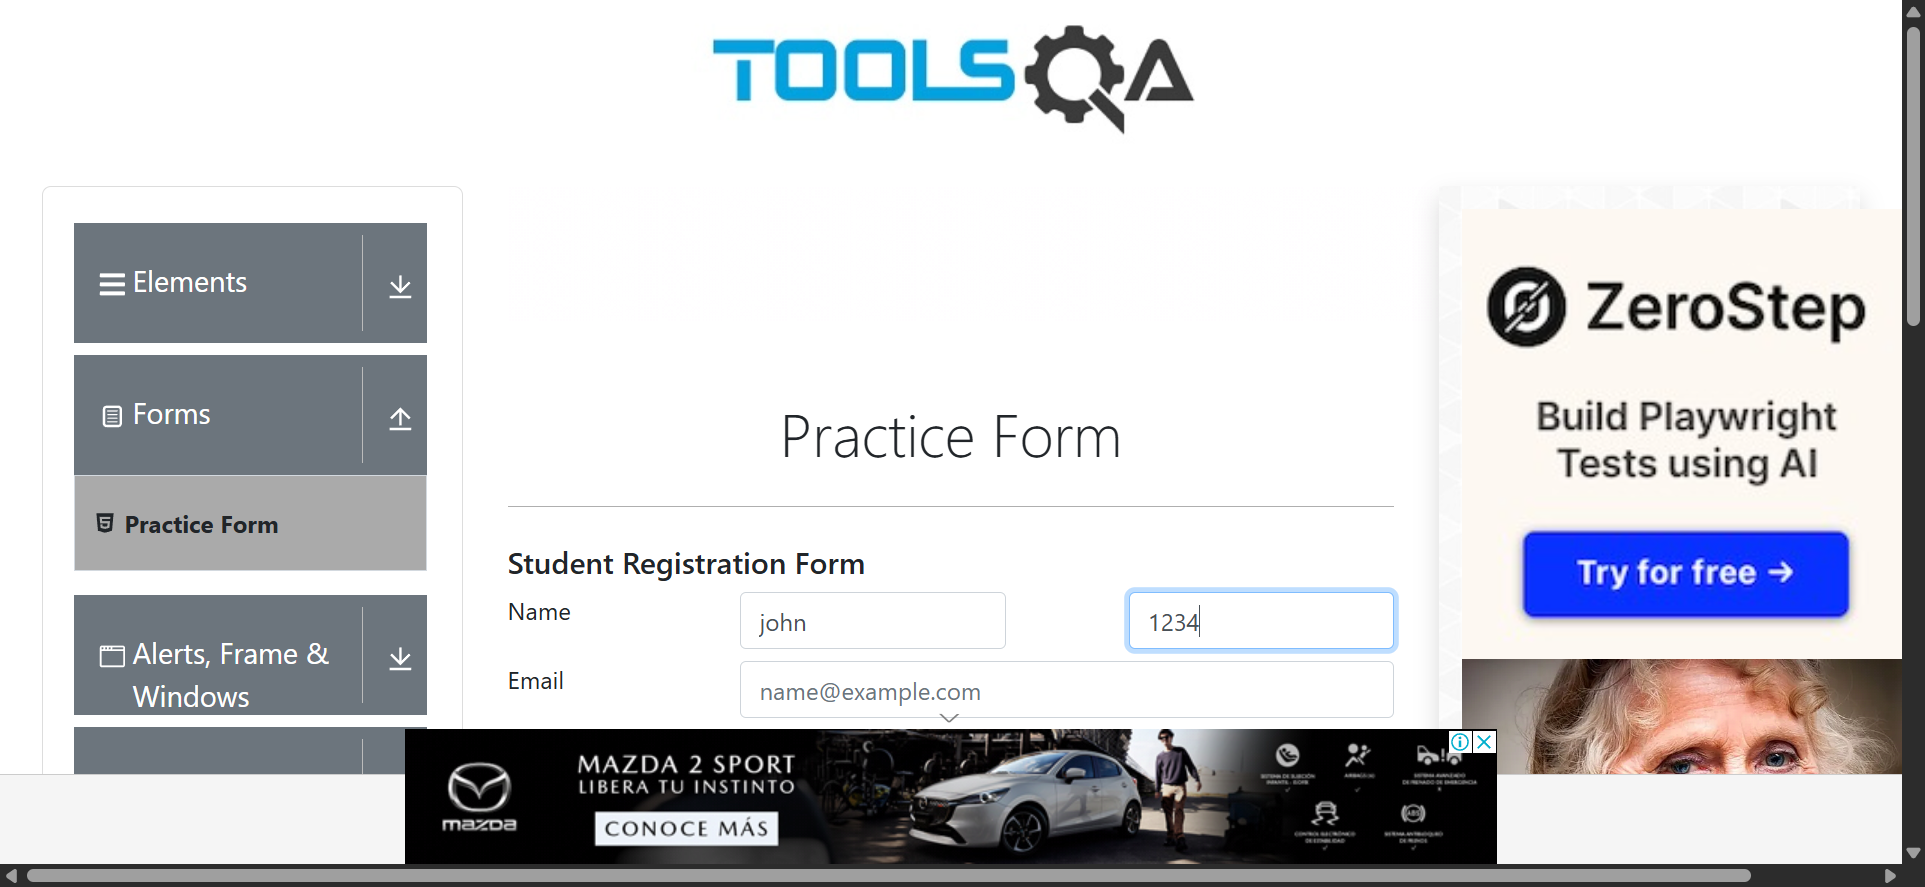 TOOLSQA
Elements
Forms
Practice Form
Alerts, Frame &
Windows
Practice Form
Student Registration Form
Name
john
1234
Email
name@example.com
ZeroStep
Build Playwright
Tests using AI
Try for free →
mazda
MAZDA 2 SPORT
LIBERA TU INSTINTO
CONOCE MÁS
ABS